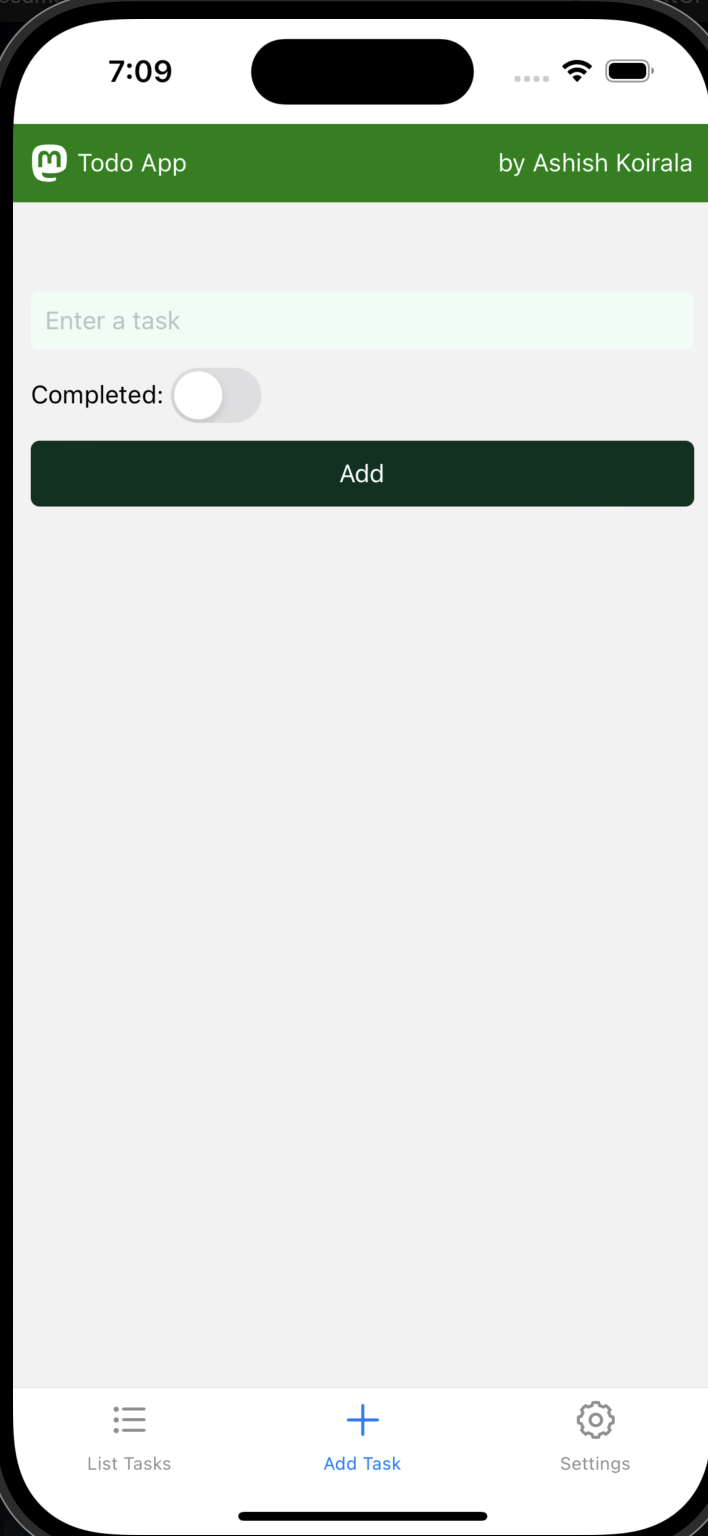 7:09
Todo App
by Ashish Koirala
Enter a task
Completed:
Add
List Tasks
Add Task
Settings